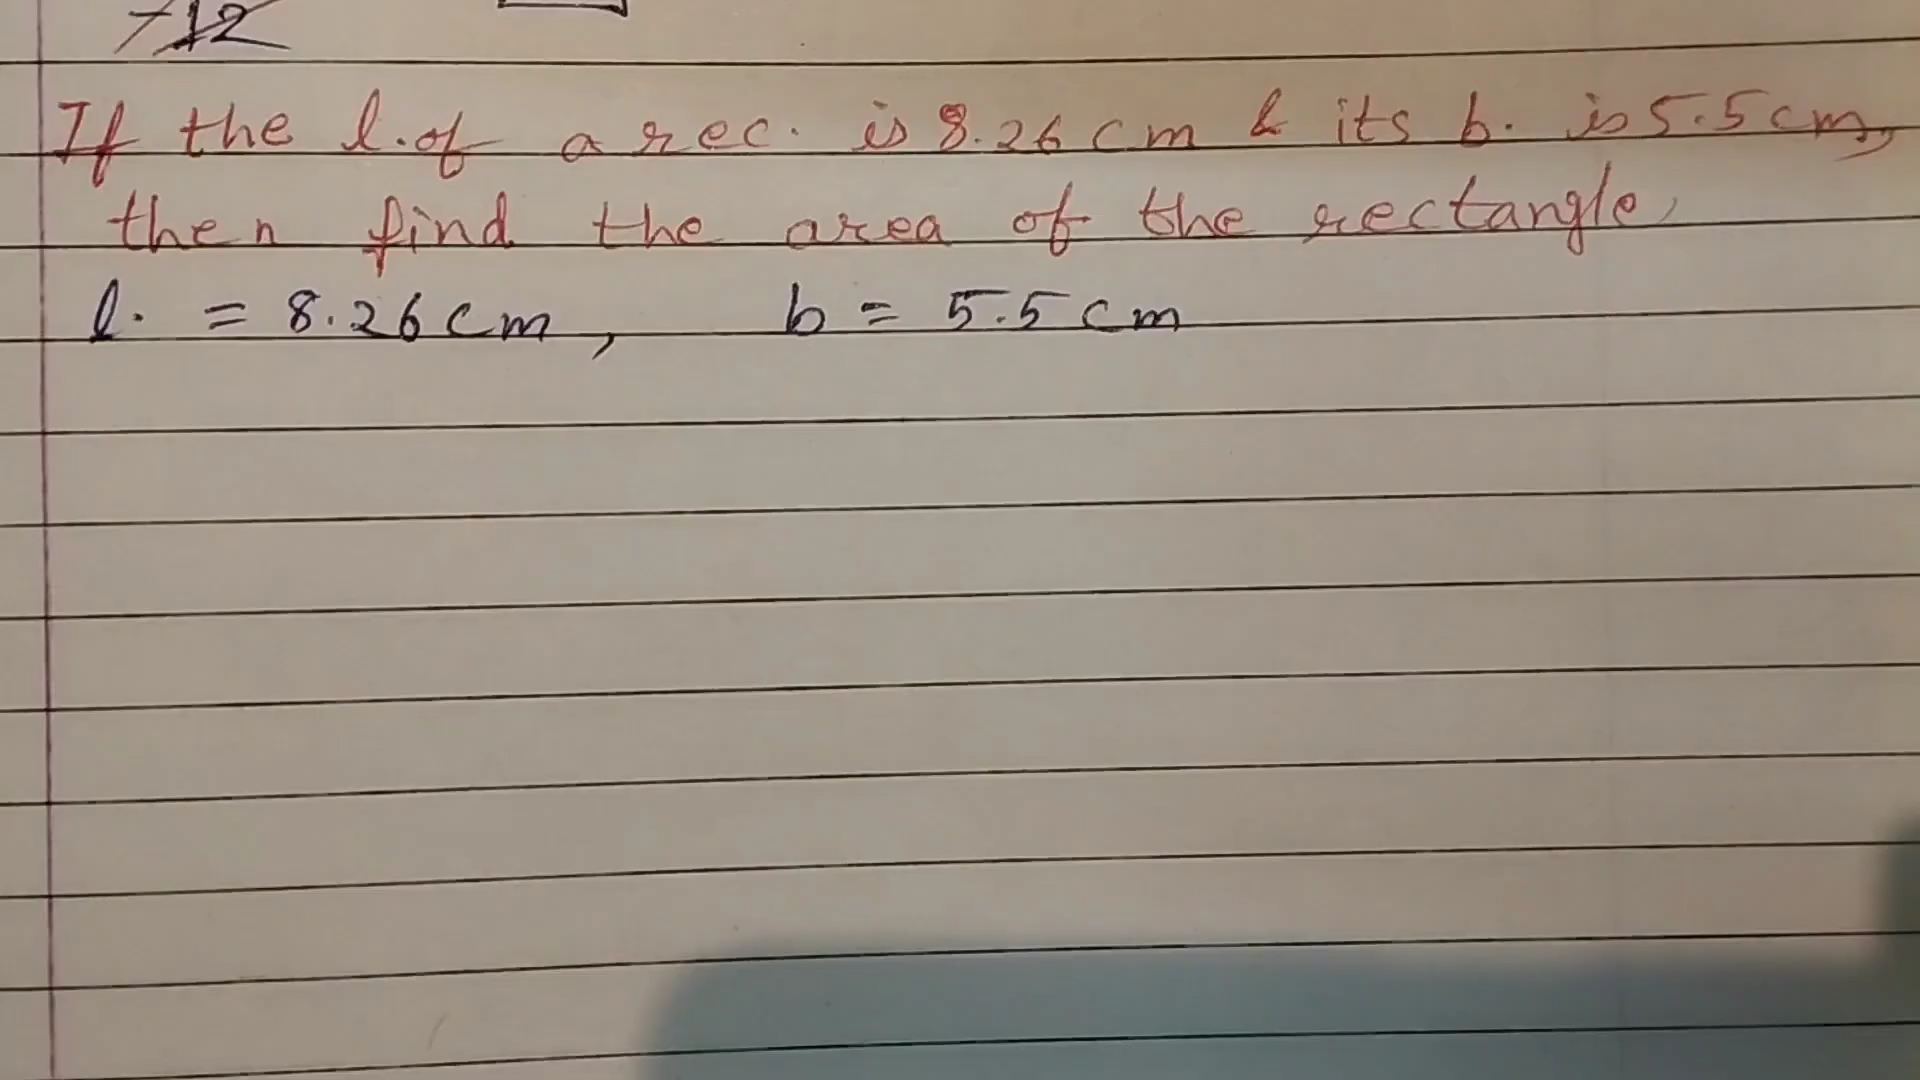 -12
If the l. of a rec. is 8.26 cm & its b. is 5.5 cm,
then find the area of the rectangle,
l. = 8.26 cm, b = 5.5 cm